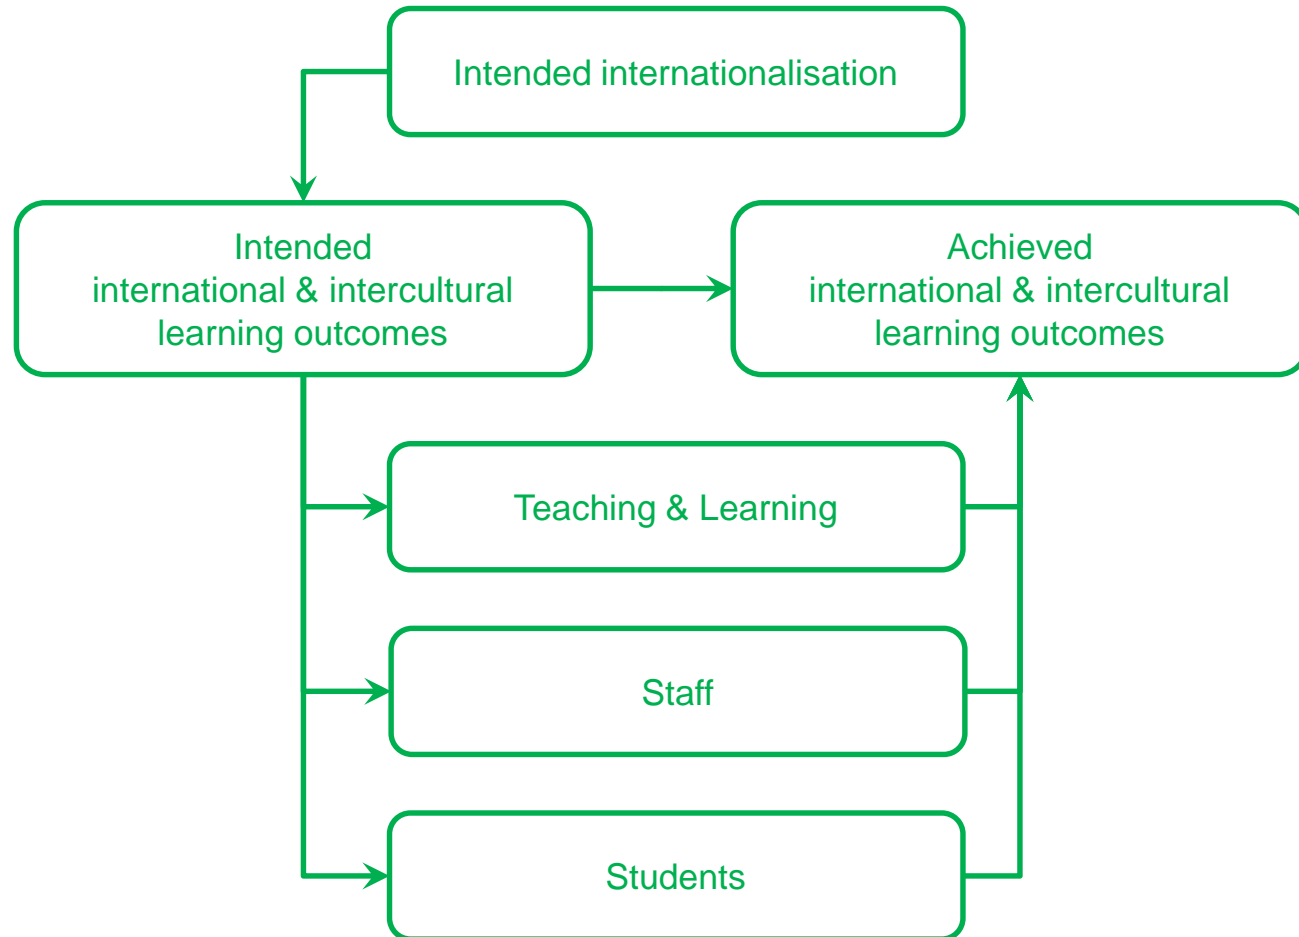 Intended internationalisation
Intended
international & intercultural
learning outcomes
Achieved
international & intercultural
learning outcomes
Teaching & Learning
Staff
Students